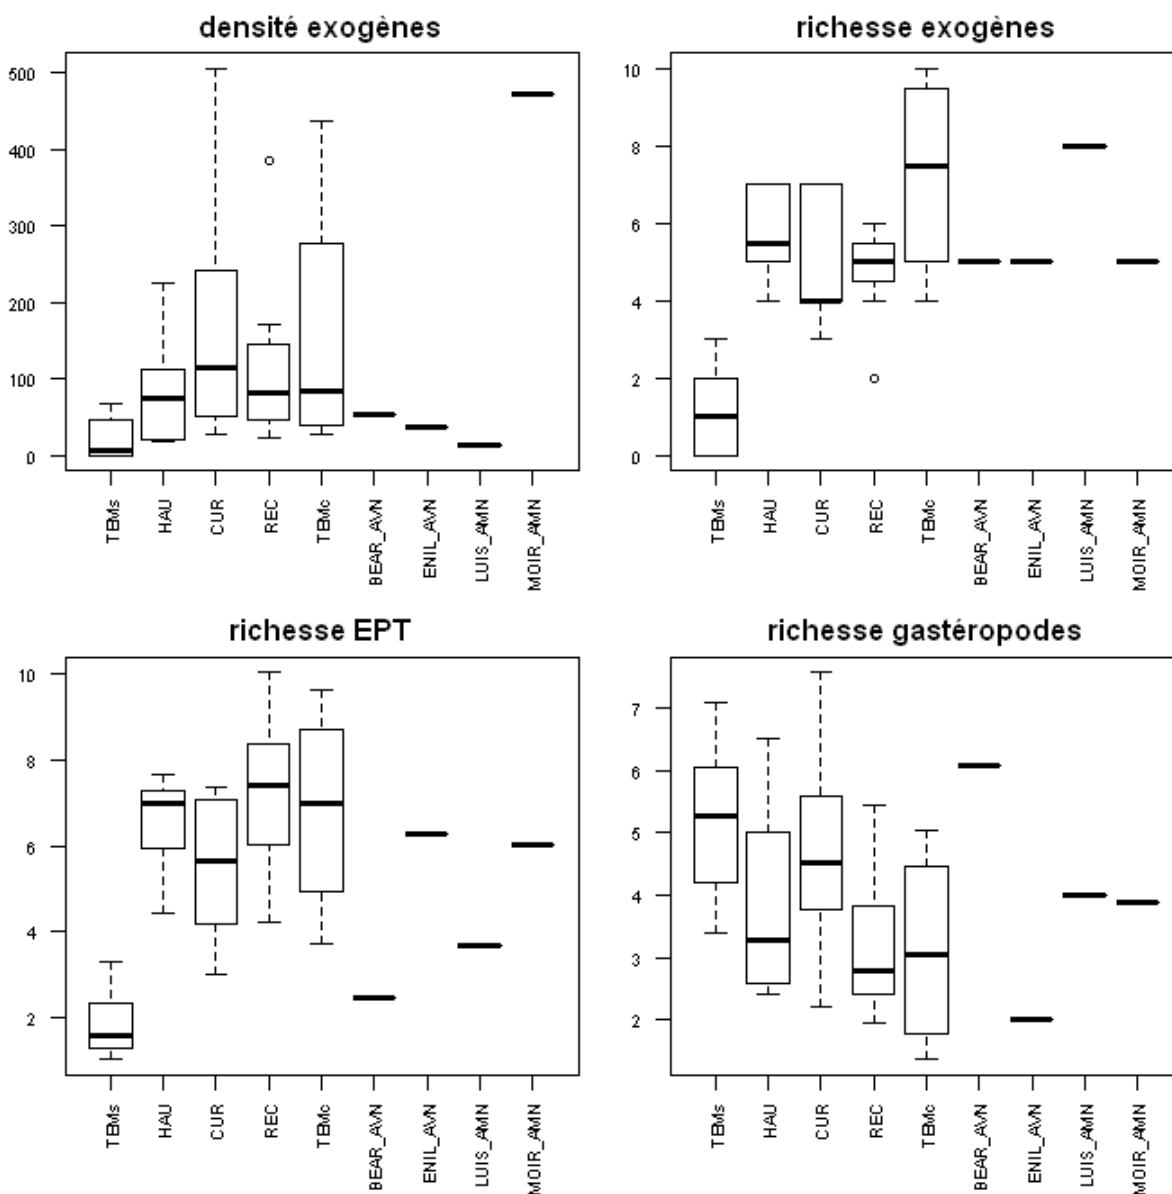 densité exogènes
500
400
300
200
100
0
TBMs
HAU
CUR
REC
TBMc
BEAR_AVN
ENIL_AVN
LUIS_AMN
MOIR_AMN
richesse exogènes
10
8
6
4
2
0
TBMs
HAU
CUR
REC
TBMc
BEAR_AVN
ENIL_AVN
LUIS_AMN
MOIR_AMN
richesse EPT
10
8
6
4
2
TBMs
HAU
CUR
REC
TBMc
BEAR_AVN
ENIL_AVN
LUIS_AMN
MOIR_AMN
richesse gastéropodes
7
6
5
4
3
2
TBMs
HAU
CUR
REC
TBMc
BEAR_AVN
ENIL_AVN
LUIS_AMN
MOIR_AMN